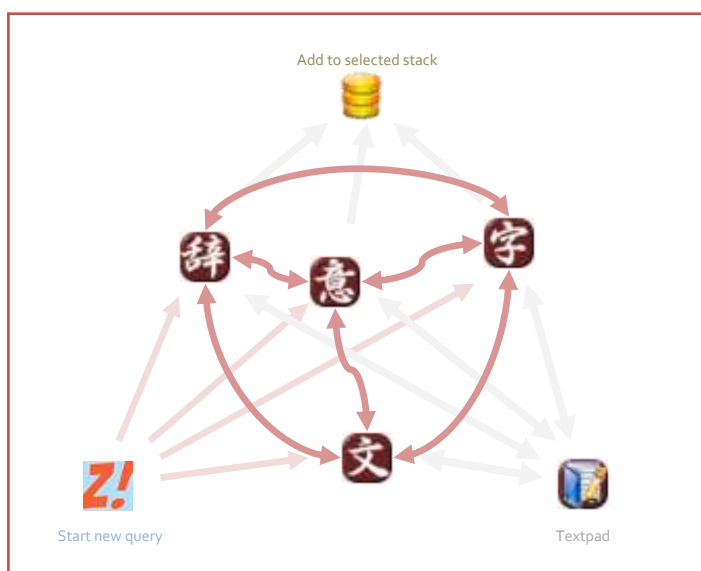 Add to selected stack
辞
字
意
文
Z!
Start new query
Textpad